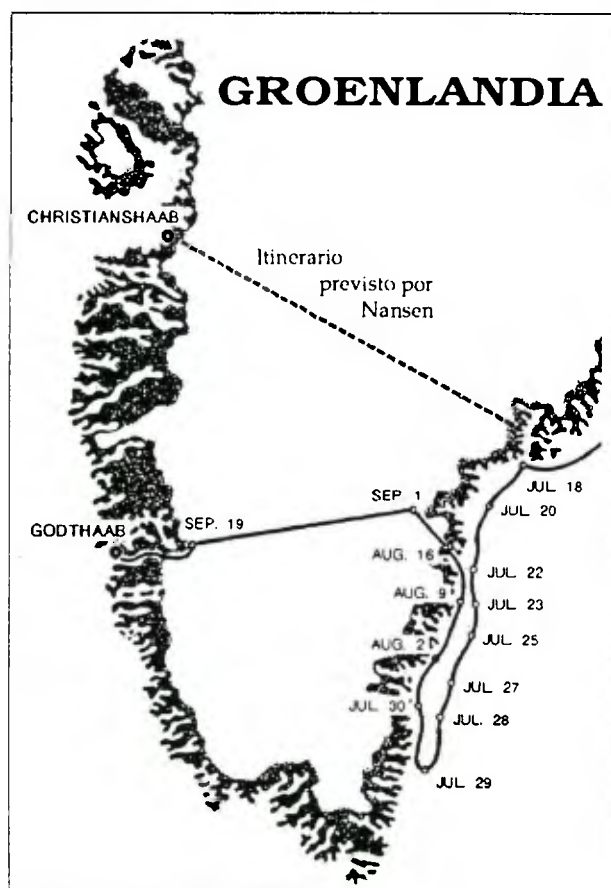 GROENLANDIA
CHRISTIANSHAAB
Itinerario
previsto por
Nansen
JUL 18
SEP 1
JUL 20
SEP. 19
GODTHAAB
AUG. 16
JUL 22
AUG. 9
JUL 23
JUL 25
AUG. 2
JUL 27
JUL 30
JUL. 28
JUL 29